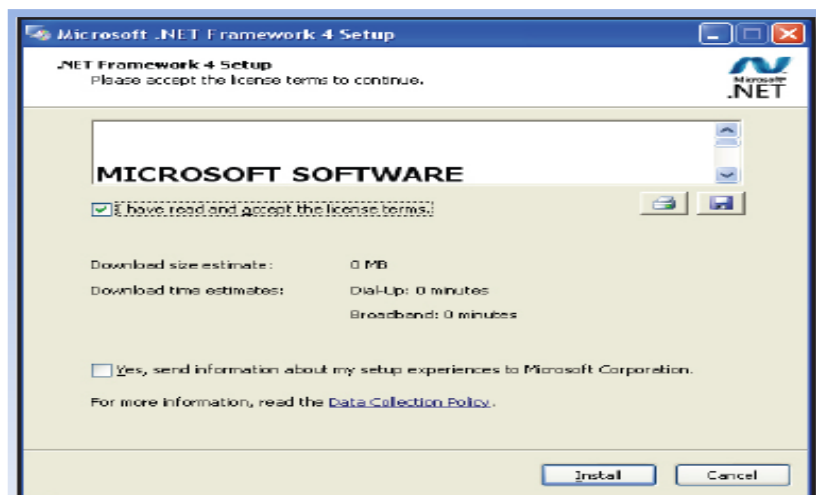 Microsoft .NET Framework 4 Setup
.NET Framework 4 Setup
Please accept the license terms to continue.
Microsoft
.NET
MICROSOFT SOFTWARE
I have read and accept the license terms.
Download size estimate: 0 MB
Download time estimates: Dial-Up: 0 minutes
Broadband: 0 minutes
Yes, send information about my setup experiences to Microsoft Corporation.
For more information, read the Data Collection Policy.
Install Cancel